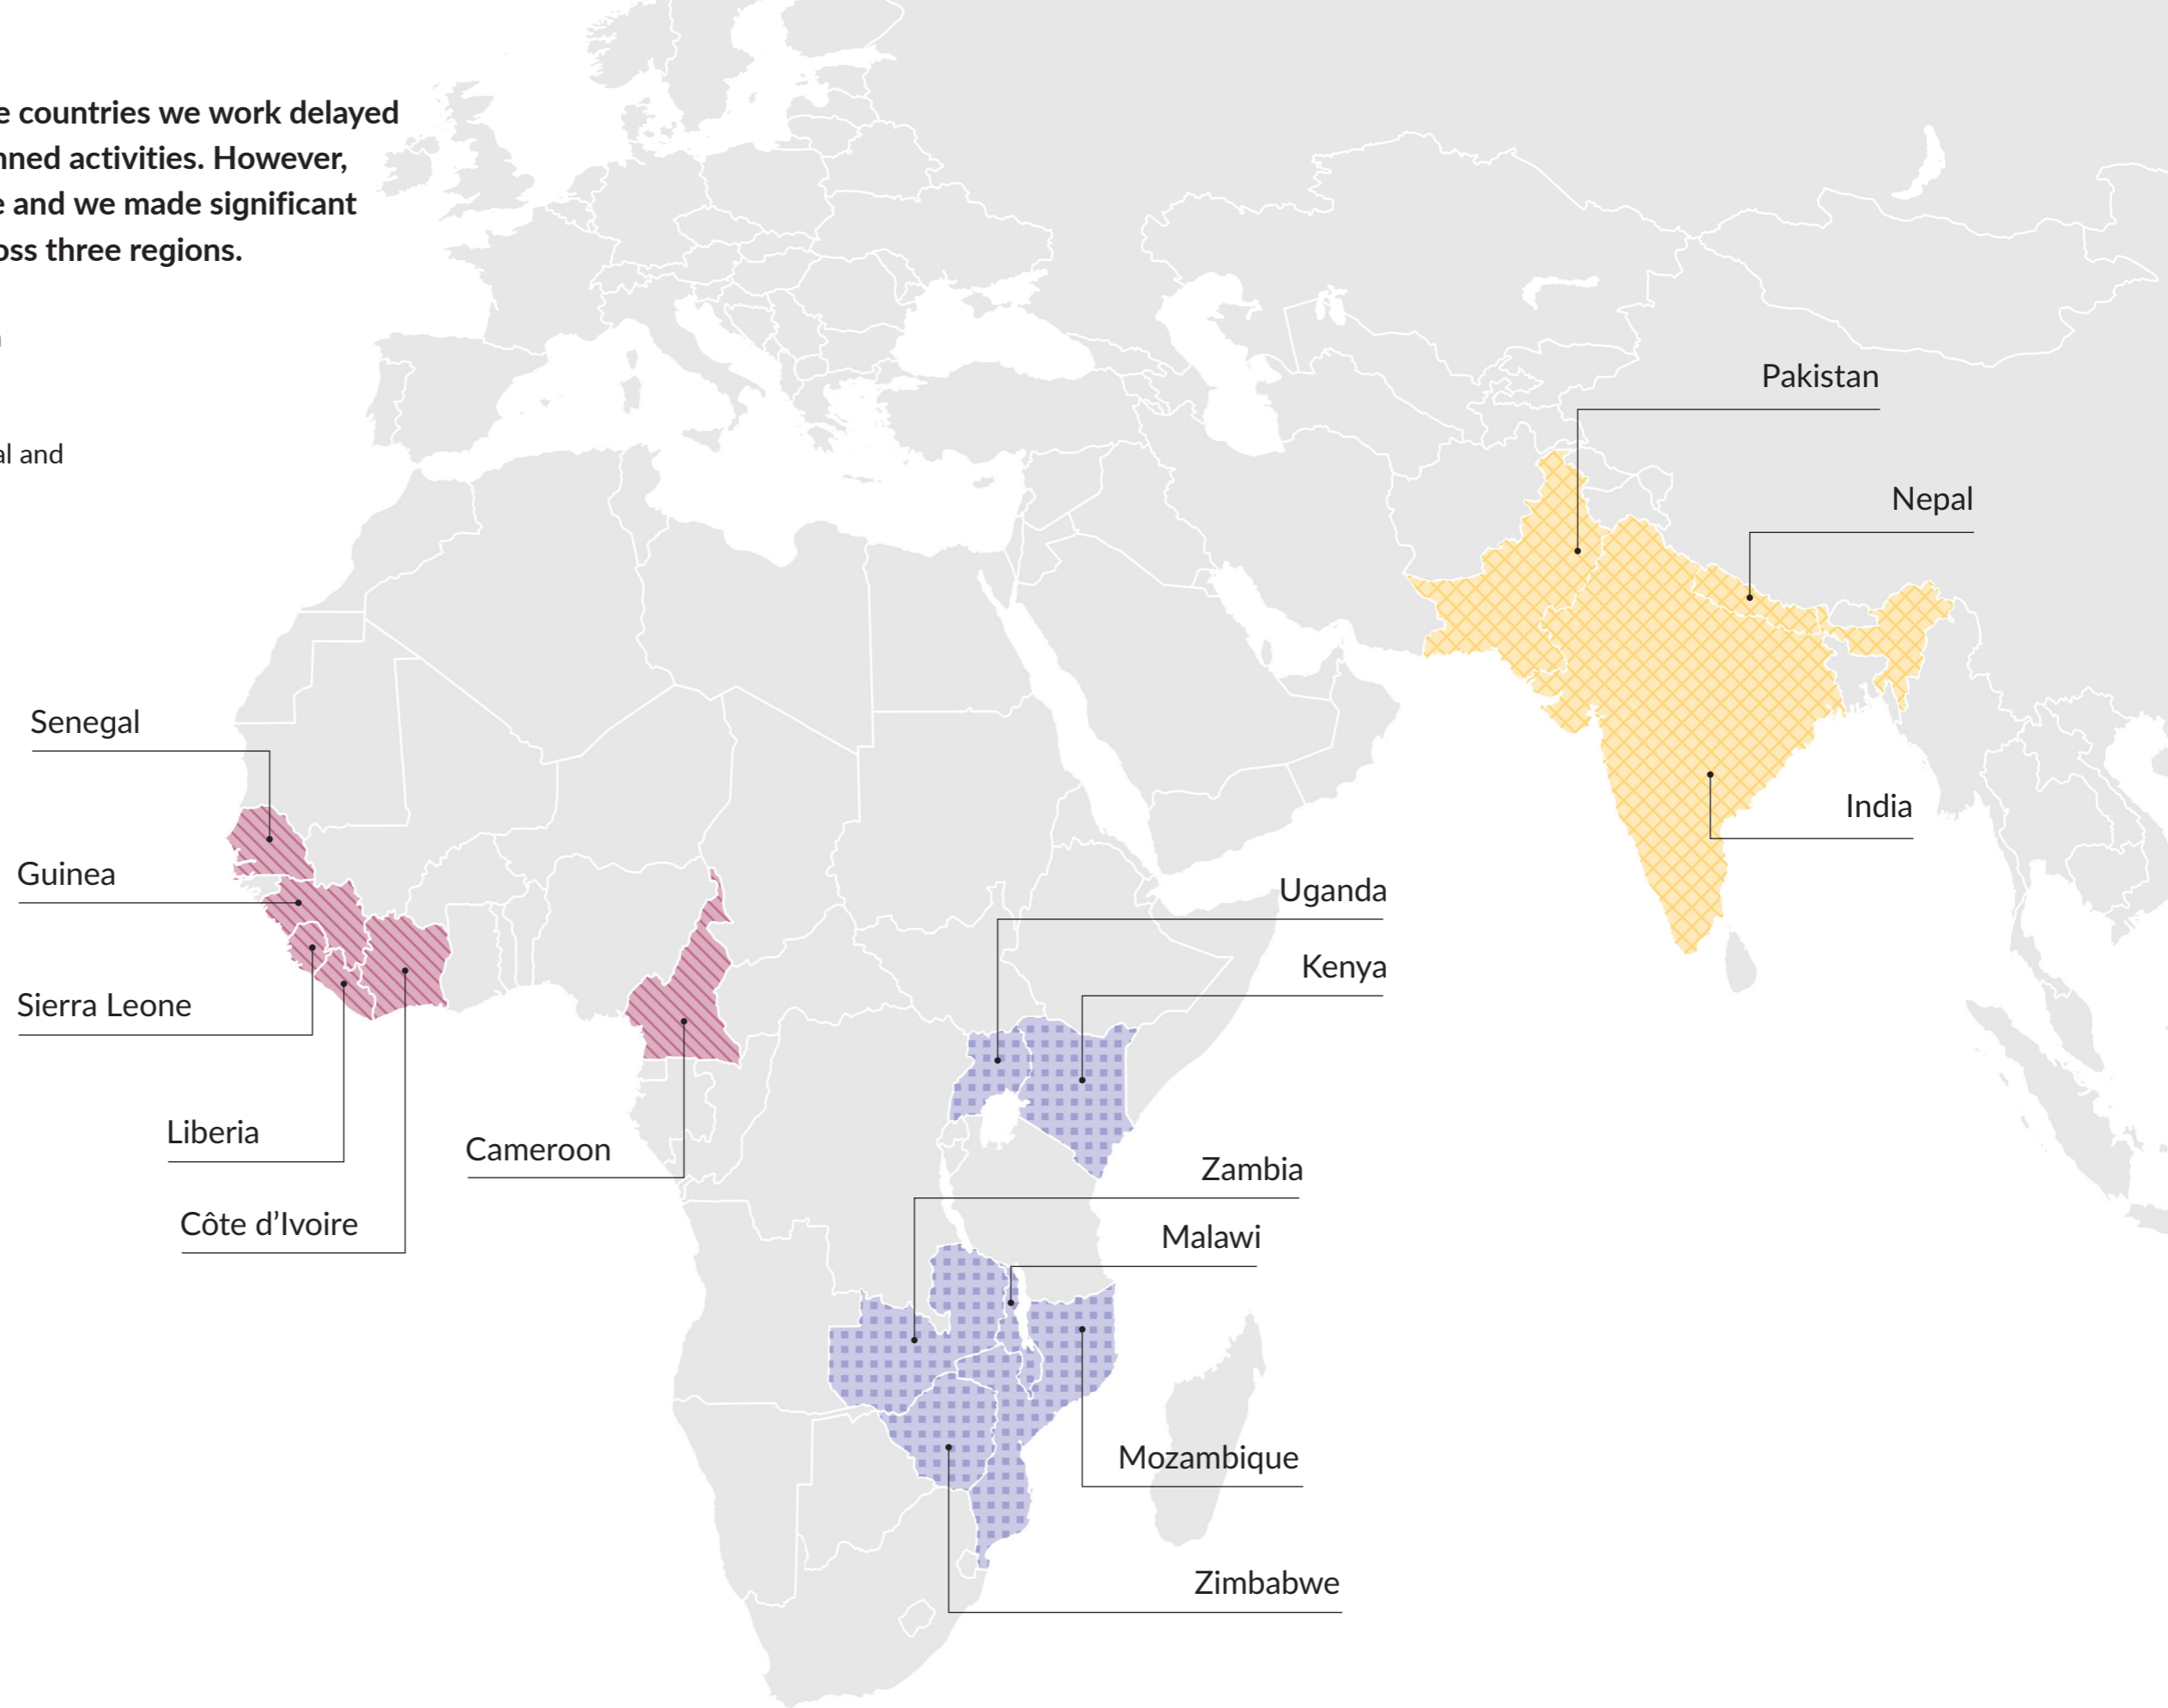 e countries we work delayed
nned activities. However,
e and we made significant
oss three regions.
al and
Pakistan
Nepal
India
Senegal
Guinea
Sierra Leone
Liberia
Côte d’Ivoire
Cameroon
Uganda
Kenya
Zambia
Malawi
Mozambique
Zimbabwe